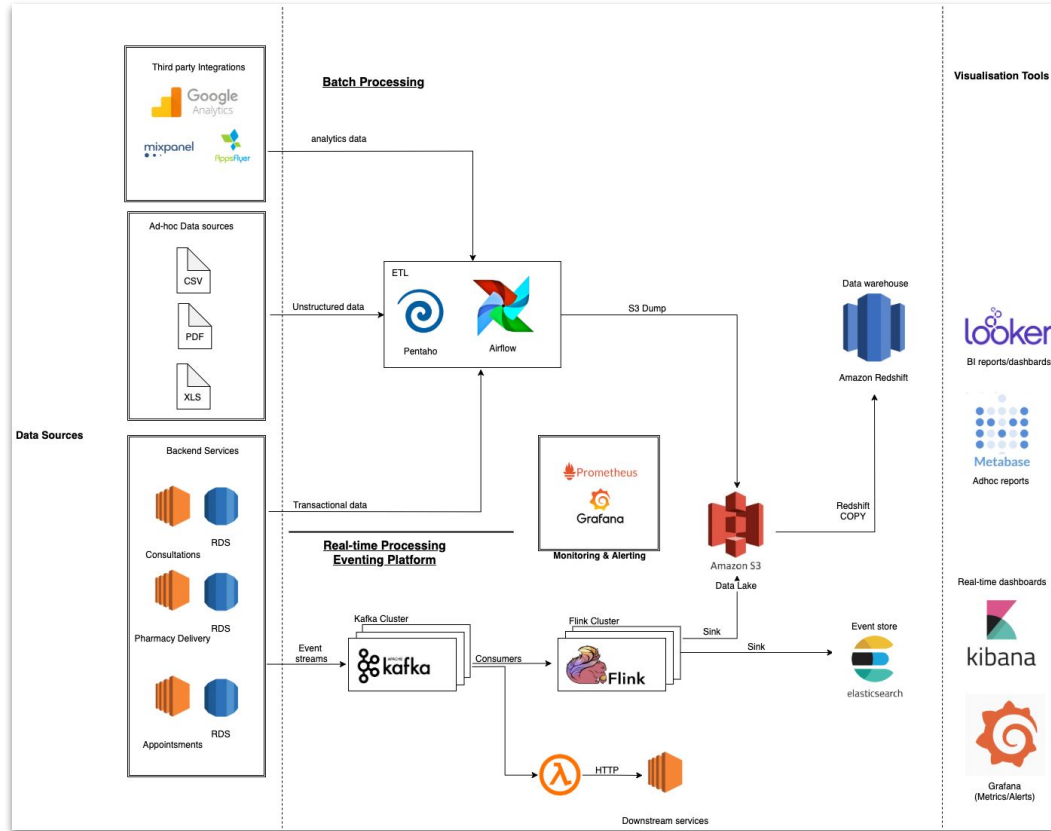 Third party Integrations
Google
Analytics
mixpanel
AppsFlyer
Batch Processing
analytics data
Visualisation Tools
Ad-hoc Data sources
CSV
PDF
XLS
Unstructured data
ETL
Pentaho
Airflow
S3 Dump
Data warehouse
Amazon Redshift
looker
BI reports/dashbards
Metabase
Adhoc reports
Data Sources
Backend Services
RDS
Consultations
RDS
Pharmacy Delivery
RDS
Appointsments
Transactional data
Prometheus
Grafana
Monitoring & Alerting
Redshift
COPY
Amazon S3
Data Lake
Real-time Processing
Eventing Platform
Event
streams
Kafka Cluster
APACHE
kafka
Consumers
Flink Cluster
Flink
Sink
Sink
Event store
elasticsearch
Real-time dashboards
kibana
Grafana
(Metrics/Alerts)
λ
HTTP
Downstream services